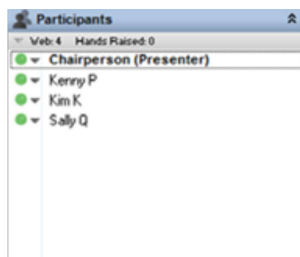 Participants
Web: 4 Hands Raised: 0
Chairperson (Presenter)
Kenny P
Kim K
Sally Q